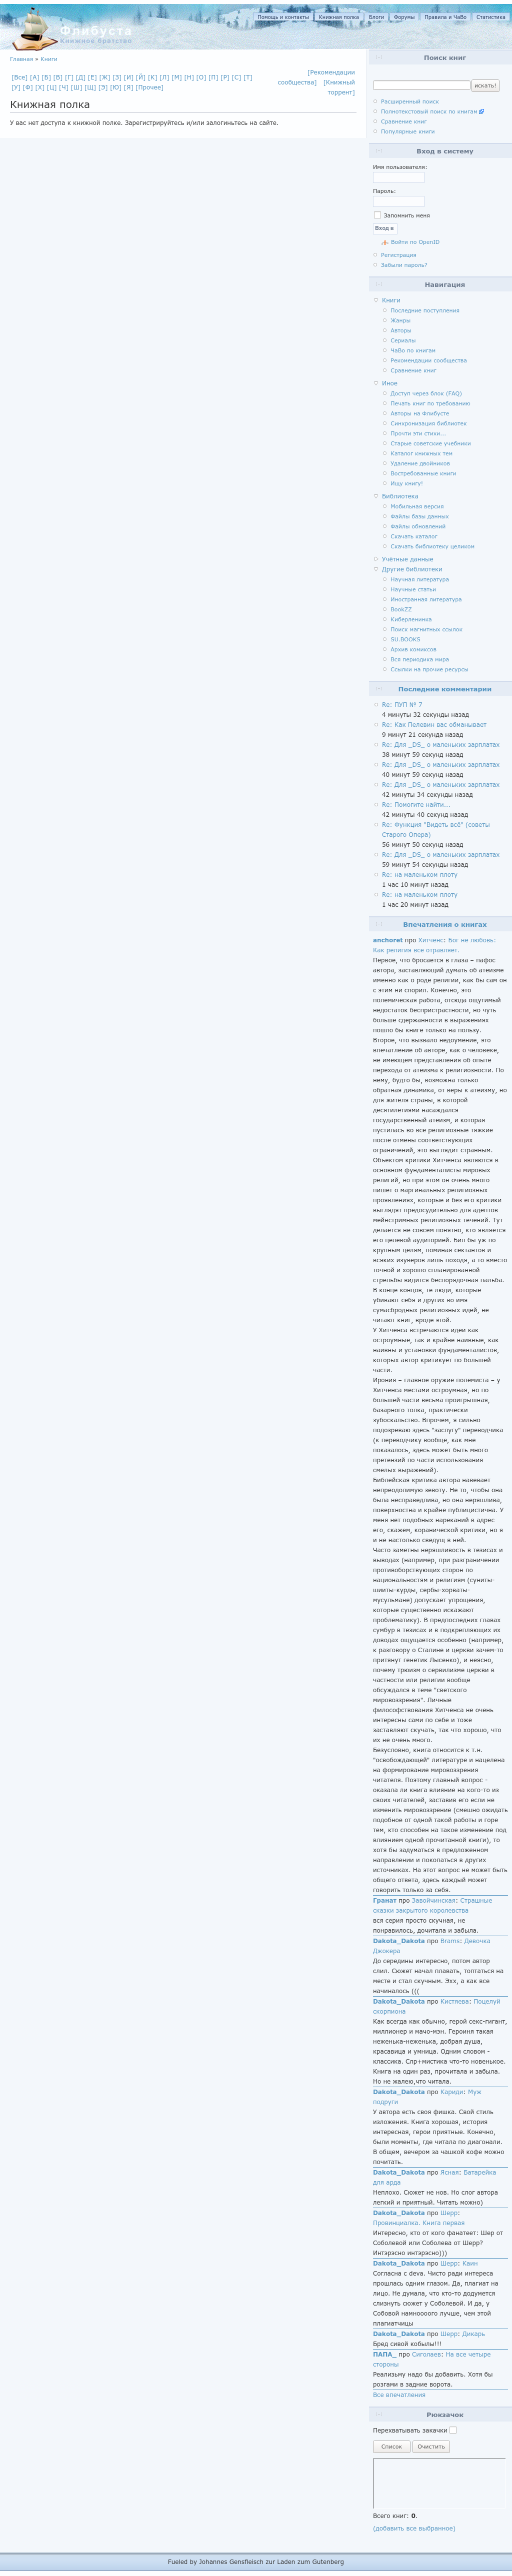 Флибуста
Книжное братство
Помощь и контакты
Книжная полка
Блоги
Форумы
Правила и ЧаВо
Статистика
Главная » Книги
[Все] [А] [Б] [В] [Г] [Д] [Е] [Ж] [З] [И] [Й] [К] [Л] [М] [Н] [О] [П] [Р] [С] [Т]
[У] [Ф] [Х] [Ц] [Ч] [Ш] [Щ] [Э] [Ю] [Я] [Прочее]
[Рекомендации
сообщества] [Книжный
торрент]
Книжная полка
У вас нет доступа к книжной полке. Зарегистрируйтесь и/или залогиньтесь на сайте.
Поиск книг
искать!
Расширенный поиск
Полнотекстовый поиск по книгам
Сравнение книг
Популярные книги
Вход в систему
Имя пользователя:
Пароль:
Запомнить меня
Вход в
Войти по OpenID
Регистрация
Забыли пароль?
Навигация
Книги
Последние поступления
Жанры
Авторы
Сериалы
ЧаВо по книгам
Рекомендации сообщества
Сравнение книг
Иное
Доступ через блок (FAQ)
Печать книг по требованию
Авторы на Флибусте
Синхронизация библиотек
Прочти эти стихи...
Старые советские учебники
Каталог книжных тем
Удаление двойников
Востребованные книги
Ищу книгу!
Библиотека
Мобильная версия
Файлы базы данных
Файлы обновлений
Скачать каталог
Скачать библиотеку целиком
Учётные данные
Другие библиотеки
Научная литература
Научные статьи
Иностранная литература
BookZZ
Киберленинка
Поиск магнитных ссылок
SU.BOOKS
Архив комиксов
Вся периодика мира
Ссылки на прочие ресурсы
Последние комментарии
Re: ПУП № 7
4 минуты 32 секунды назад
Re: Как Пелевин вас обманывает
9 минут 21 секунда назад
Re: Для _DS_ о маленьких зарплатах
38 минут 59 секунд назад
Re: Для _DS_ о маленьких зарплатах
40 минут 59 секунд назад
Re: Для _DS_ о маленьких зарплатах
42 минуты 34 секунды назад
Re: Помогите найти...
42 минуты 40 секунд назад
Re: Функция "Видеть всё" (советы
Старого Опера)
56 минут 50 секунд назад
Re: Для _DS_ о маленьких зарплатах
59 минут 54 секунды назад
Re: на маленьком плоту
1 час 10 минут назад
Re: на маленьком плоту
1 час 20 минут назад
Впечатления о книгах
anchoret про Хитченс: Бог не любовь:
Как религия все отравляет.
Первое, что бросается в глаза – пафос
автора, заставляющий думать об атеизме
именно как о роде религии, как бы сам он
с этим ни спорил. Конечно, это
полемическая работа, отсюда ощутимый
недостаток беспристрастности, но чуть
больше сдержанности в выражениях
пошло бы книге только на пользу.
Второе, что вызвало недоумение, это
впечатление об авторе, как о человеке,
не имеющем представления об опыте
перехода от атеизма к религиозности. По
нему, будто бы, возможна только
обратная динамика, от веры к атеизму, но
для жителя страны, в которой
десятилетиями насаждался
государственный атеизм, и которая
пустилась во все религиозные тяжкие
после отмены соответствующих
ограничений, это выглядит странным.
Объектом критики Хитченса являются в
основном фундаменталисты мировых
религий, но при этом он очень много
пишет о маргинальных религиозных
проявлениях, которые и без его критики
выглядят предосудительно для адептов
мейнстримных религиозных течений. Тут
делается не совсем понятно, кто является
его целевой аудиторией. Бил бы уж по
крупным целям, поминая сектантов и
всяких изуверов лишь походя, а то вместо
точной и хорошо спланированной
стрельбы видится беспорядочная пальба.
В конце концов, те люди, которые
убивают себя и других во имя
сумасбродных религиозных идей, не
читают книг, вроде этой.
У Хитченса встречаются идеи как
остроумные, так и крайне наивные, как
наивны и установки фундаменталистов,
которых автор критикует по большей
части.
Ирония – главное оружие полемиста – у
Хитченса местами остроумная, но по
большей части весьма проигрышная,
базарного толка, практически
зубоскальство. Впрочем, я сильно
подозреваю здесь "заслугу" переводчика
(к переводчику вообще, как мне
показалось, здесь может быть много
претензий по части использования
смелых выражений).
Библейская критика автора навевает
непреодолимую зевоту. Не то, чтобы она
была несправедлива, но она неряшлива,
поверхностна и крайне публицистична. У
меня нет подобных нареканий в адрес
его, скажем, коранической критики, но я
и не настолько сведущ в ней.
Часто заметны неряшливость в тезисах и
выводах (например, при разграничении
противоборствующих сторон по
национальностям и религиям (сунниты-
шииты-курды, сербы-хорваты-
мусульмане) допускает упрощения,
которые существенно искажают
проблематику). В предпоследних главах
сумбур в тезисах и в подкрепляющих их
доводах ощущается особенно (например,
к разговору о Сталине и церкви зачем-то
притянут генетик Лысенко), и неясно,
почему трюизм о сервилизме церкви в
частности или религии вообще
обсуждался в теме "светского
мировоззрения". Личные
философствования Хитченса не очень
интересны сами по себе и тоже
заставляют скучать, так что хорошо, что
их не очень много.
Безусловно, книга относится к т.н.
"освобождающей" литературе и нацелена
на формирование мировоззрения
читателя. Поэтому главный вопрос -
оказала ли книга влияние на кого-то из
своих читателей, заставив его если не
изменить мировоззрение (смешно ожидать
подобное от одной такой работы и горе
тем, кто способен на такое изменение под
влиянием одной прочитанной книги), то
хотя бы задуматься в предложенном
направлении и покопаться в других
источниках. На этот вопрос не может быть
общего ответа, здесь каждый может
говорить только за себя.
Гранат про Завойчинская: Страшные
сказки закрытого королевства
вся серия просто скучная, не
понравилось, дочитала и забыла.
Dakota_Dakota про Brams: Девочка
Джокера
До середины интересно, потом автор
слил. Сюжет начал плавать, топтаться на
месте и стал скучным. Эхх, а как все
начиналось (((
Dakota_Dakota про Кистяева: Поцелуй
скорпиона
Как всегда как обычно, герой секс-гигант,
миллионер и мачо-мэн. Героиня такая
неженка-неженька, добрая душа,
красавица и умница. Одним словом -
классика. Слр+мистика что-то новенькое.
Книга на один раз, прочитала и забыла.
Но не жалею,что читала.
Dakota_Dakota про Кариди: Муж
подруги
У автора есть своя фишка. Свой стиль
изложения. Книга хорошая, история
интересная, герои приятные. Конечно,
были моменты, где читала по диагонали.
В общем, вечером за чашкой кофе можно
почитать.
Dakota_Dakota про Ясная: Батарейка
для арда
Неплохо. Сюжет не нов. Но слог автора
легкий и приятный. Читать можно)
Dakota_Dakota про Шерр:
Провинциалка. Книга первая
Интересно, кто от кого фанатеет: Шер от
Соболевой или Соболева от Шерр?
Интэрэсно интэрэсно)))
Dakota_Dakota про Шерр: Каин
Согласна с deva. Чисто ради интереса
прошлась одним глазом. Да, плагиат на
лицо. Не думала, что кто-то додумется
слизнуть сюжет у Соболевой. И да, у
Собовой намноооого лучше, чем этой
плагиатчицы
Dakota_Dakota про Шерр: Дикарь
Бред сивой кобылы!!!
ПАПА_ про Сиголаев: На все четыре
стороны
Реализьму надо бы добавить. Хотя бы
розгами в задние ворота.
Все впечатления
Рюкзачок
Перехватывать закачки
Список
Очистить
Всего книг: 0.
(добавить все выбранное)
Fueled by Johannes Gensfleisch zur Laden zum Gutenberg